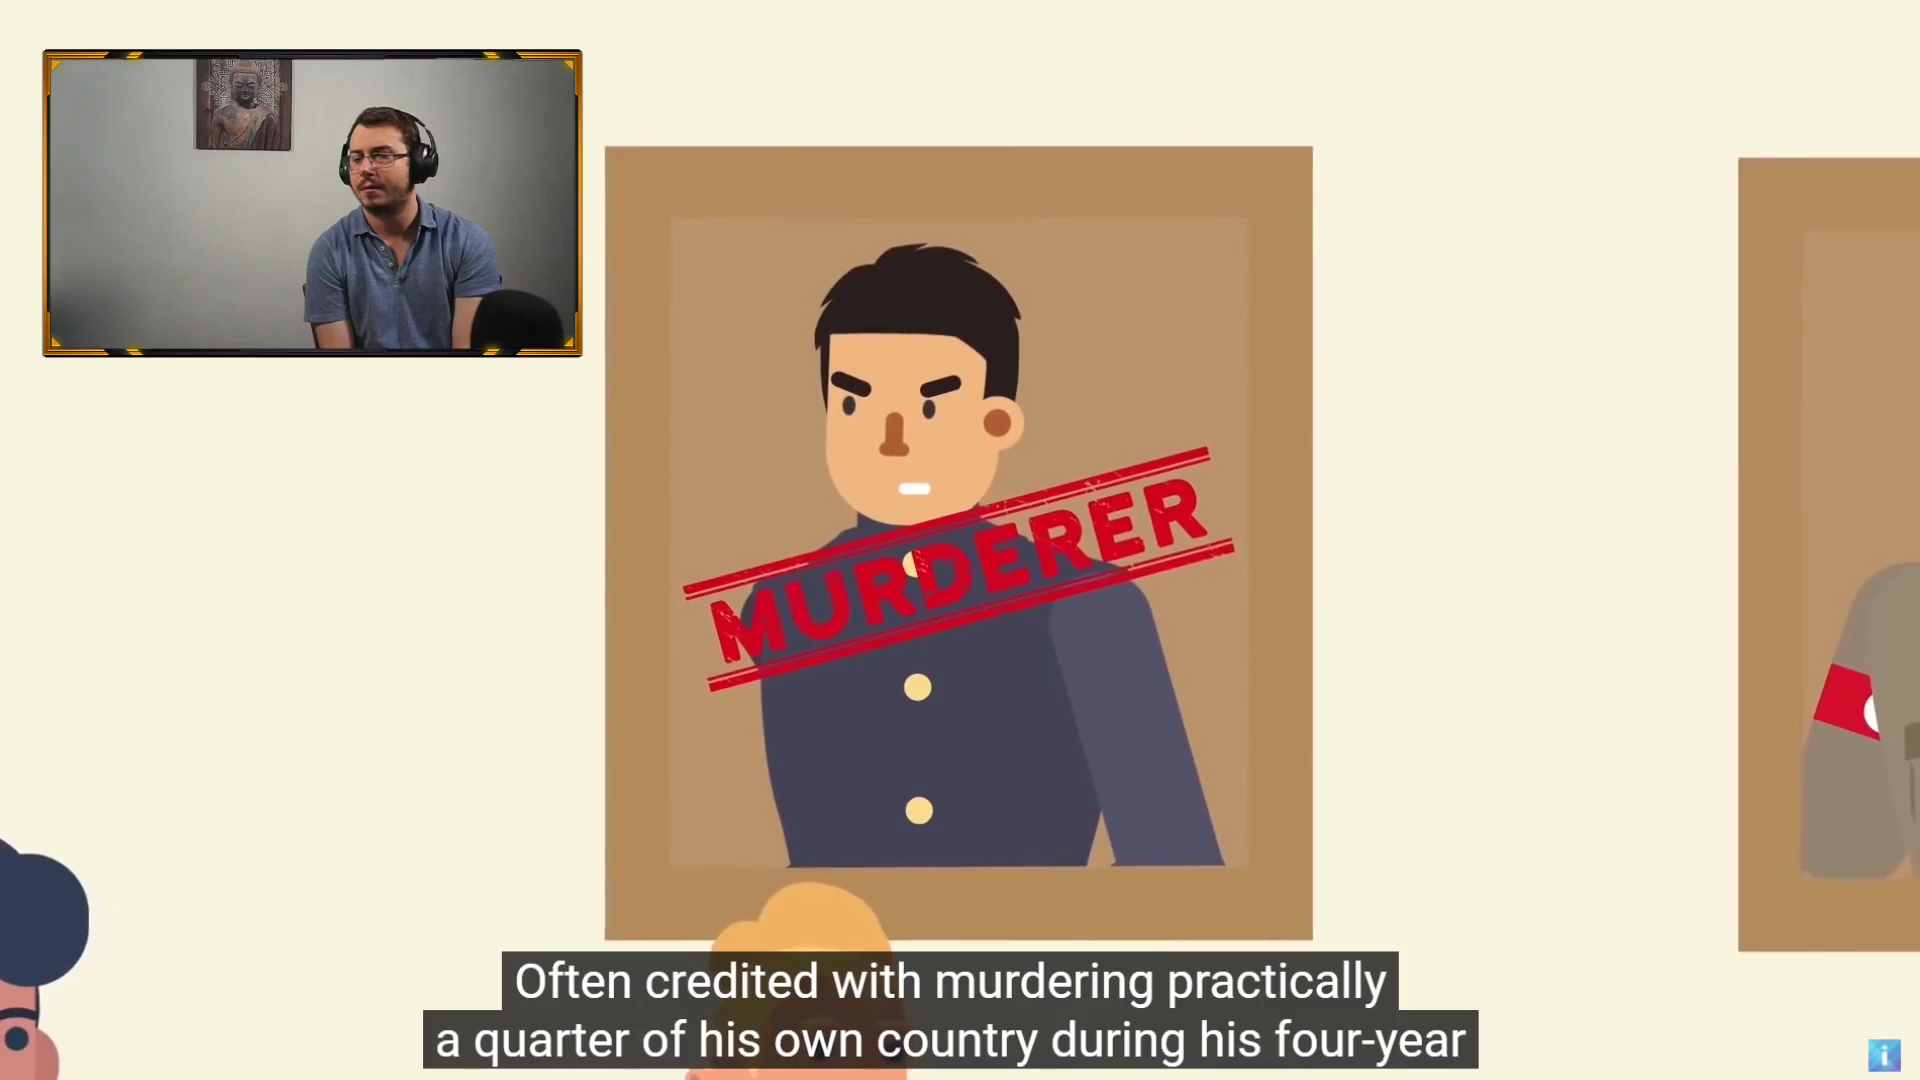 MURDERER
Often credited with murdering practically
a quarter of his own country during his four-year